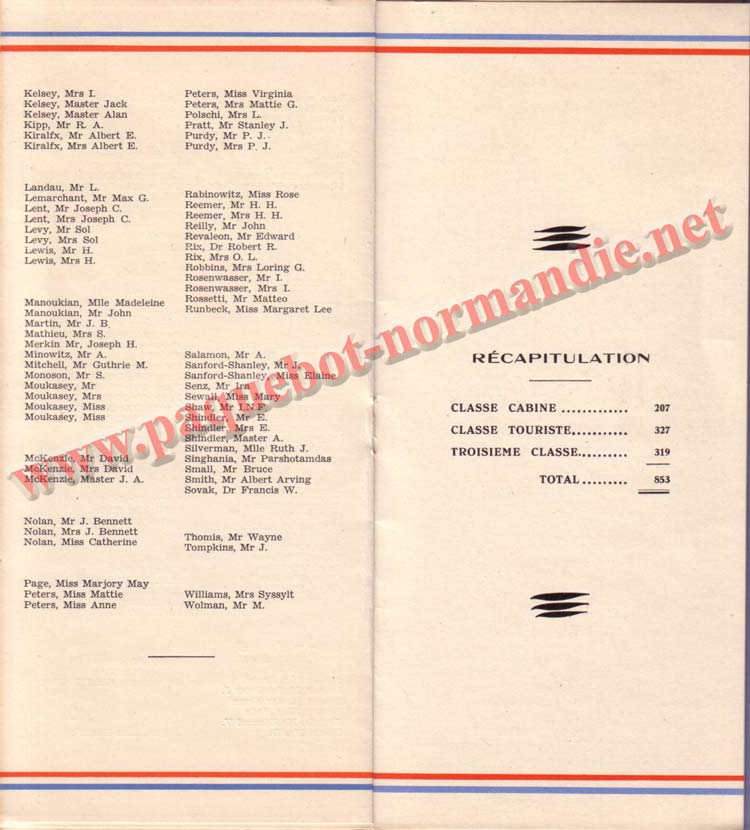 Kelsey, Mrs I.
Kelsey, Master Jack
Kelsey, Master Alan
Kipp, Mr R. A.
Kiralfx, Mr Albert E.
Kiralfx, Mrs Albert E.
Landau, Mr L.
Lemarchant, Mr Max G.
Lent, Mr Joseph C.
Lent, Mrs Joseph C.
Levy, Mr Sol
Levy, Mrs Sol
Lewis, Mr H.
Lewis, Mrs H.
Manoukian, Mlle Madeleine
Manoukian, Mr John
Martin, Mr J. B.
Mathieu, Mrs S.
Merkin Mr, Joseph H.
Minowitz, Mr A.
Mitchell, Mr Guthrie M.
Monoson, Mr S.
Moukasey, Mr
Moukasey, Mrs
Moukasey, Miss
Moukasey, Miss
McKenzie, Mr David
McKenzie, Mrs David
McKenzie, Master J. A.
Nolan, Mr J. Bennett
Nolan, Mrs J. Bennett
Nolan, Miss Catherine
Page, Miss Marjory May
Peters, Miss Mattie
Peters, Miss Anne
Peters, Miss Virginia
Peters, Mrs Mattie G.
Polschi, Mrs L.
Pratt, Mr Stanley J.
Purdy, Mr P. J.
Purdy, Mrs P. J.
Rabinowitz, Miss Rose
Reemer, Mr H. H.
Reemer, Mrs H. H.
Reilly, Mr John
Revaleon, Mr Edward
Rix, Dr Robert R.
Rix, Mrs O. L.
Robbins, Mrs Loring G.
Rosenwasser, Mr I.
Rosenwasser, Mrs I.
Rossetti, Mr Matteo
Runbeck, Miss Margaret Lee
Salamon, Mr A.
Sanford-Shanley, Mr J.
Sanford-Shanley, Miss Elaine
Senz, Mr Ira
Sewall, Miss Mary
Mr I. N. F.
Shindler, Mr E.
Shindler, Mrs E.
Shindler, Master A.
Silverman, Mlle Ruth J.
Singhania, Mr Parshotamdas
Small, Mr Bruce
Smith, Mr Albert Arving
Sovak, Dr Francis W.
Thomis, Mr Wayne
Tompkins, Mr J.
Williams, Mrs Syssylt
Wolman, Mr M.
RÉCAPITULATION
CLASSE CABINE ............. 207
CLASSE TOURISTE........... 327
TROISIEME CLASSE.......... 319
TOTAL ......... 853
www.paquebot-normandie.net